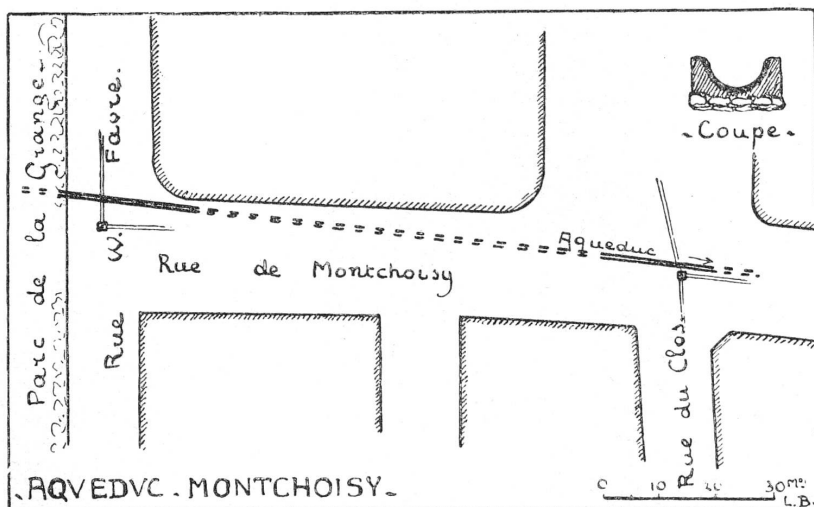 Parc de la "Grange"
Rue W. Favre.
Coupe.
Aqueduc
Rue de Montchoisy
Rue du Clos.
.AQVEDVC.MONTCHOISY.
0 10 20 30 Ms
L.B.